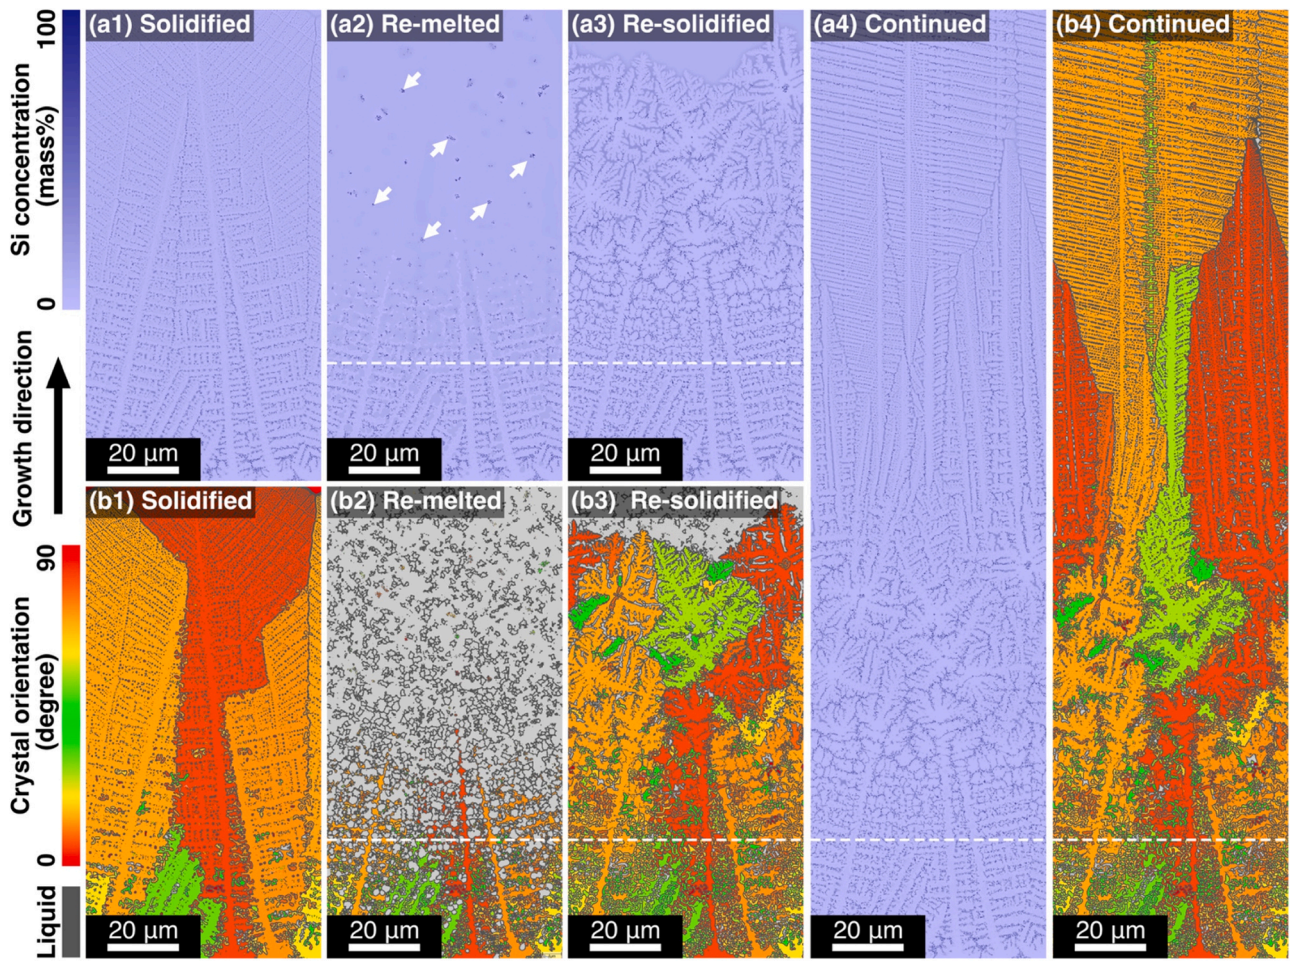 100
Si concentration
(mass%)
0
Growth direction
90
Crystal orientation
(degree)
0
Liquid
(a1) Solidified
20 µm
(a2) Re-melted
20 µm
(a3) Re-solidified
20 µm
(a4) Continued
20 µm
(b4) Continued
20 µm
(b1) Solidified
20 µm
(b2) Re-melted
20 µm
(b3) Re-solidified
20 µm